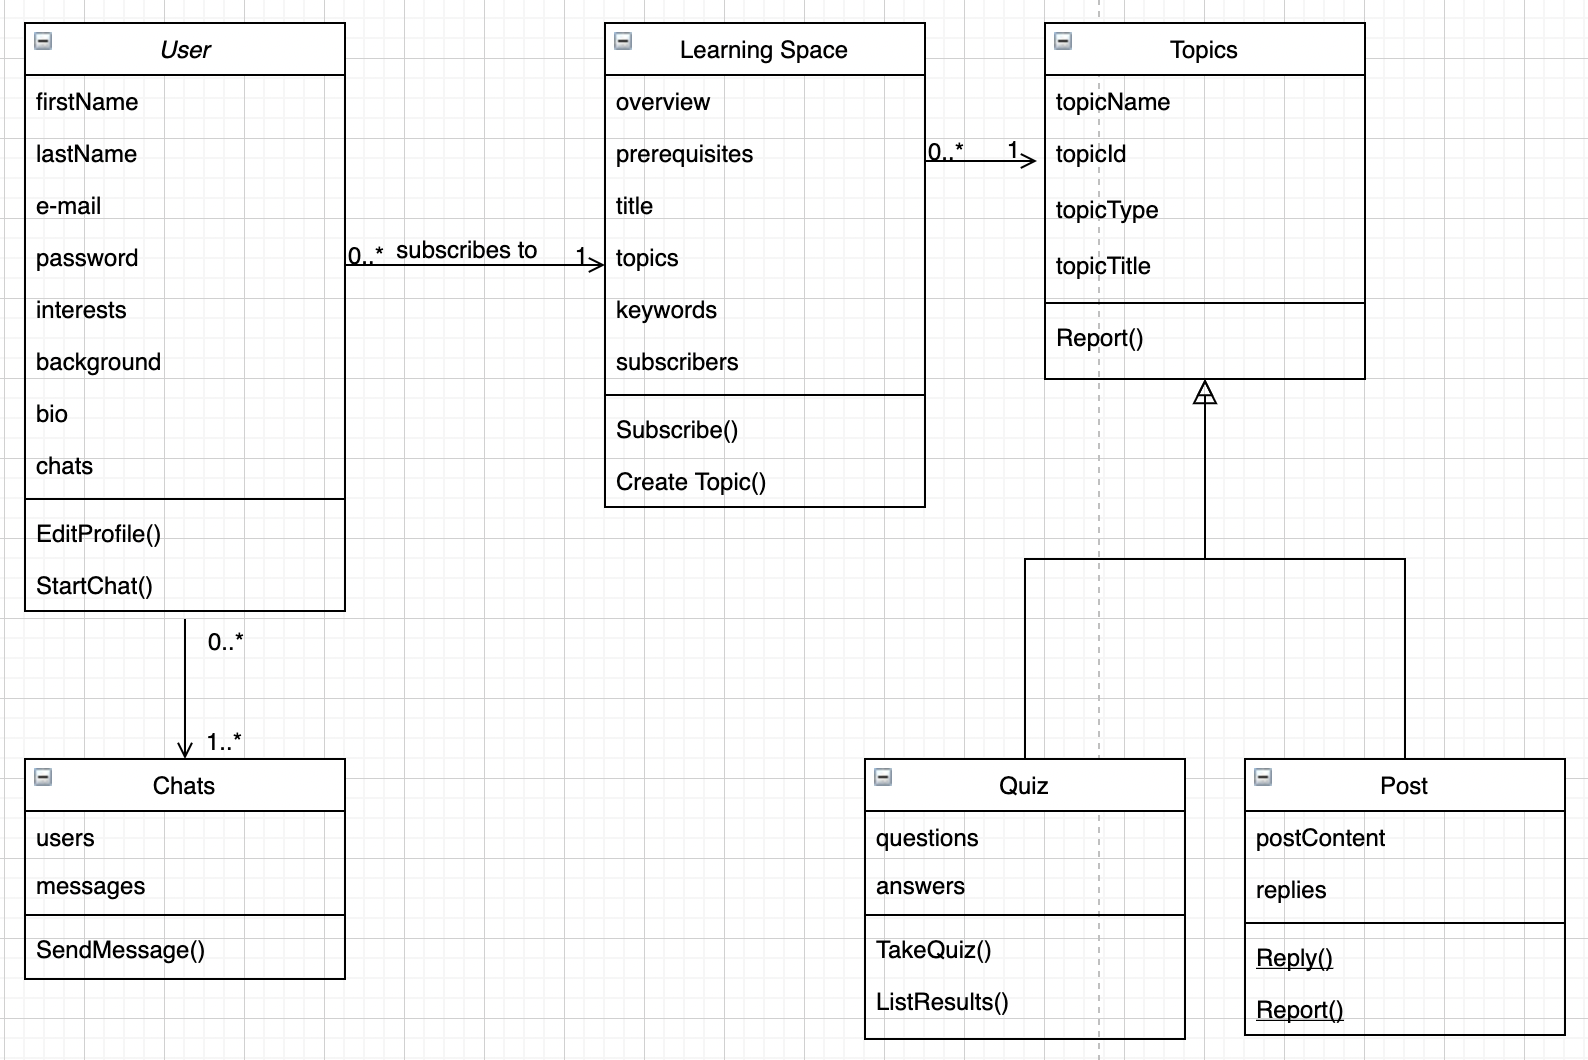 User
firstName
lastName
e-mail
password
interests
background
bio
chats
EditProfile()
StartChat()
0..* subscribes to 1
Learning Space
overview
prerequisites
title
topics
keywords
subscribers
Subscribe()
Create Topic()
0..* 1
Topics
topicName
topicId
topicType
topicTitle
Report()
0..*
1..*
Chats
users
messages
SendMessage()
Quiz
questions
answers
TakeQuiz()
ListResults()
Post
postContent
replies
Reply()
Report()